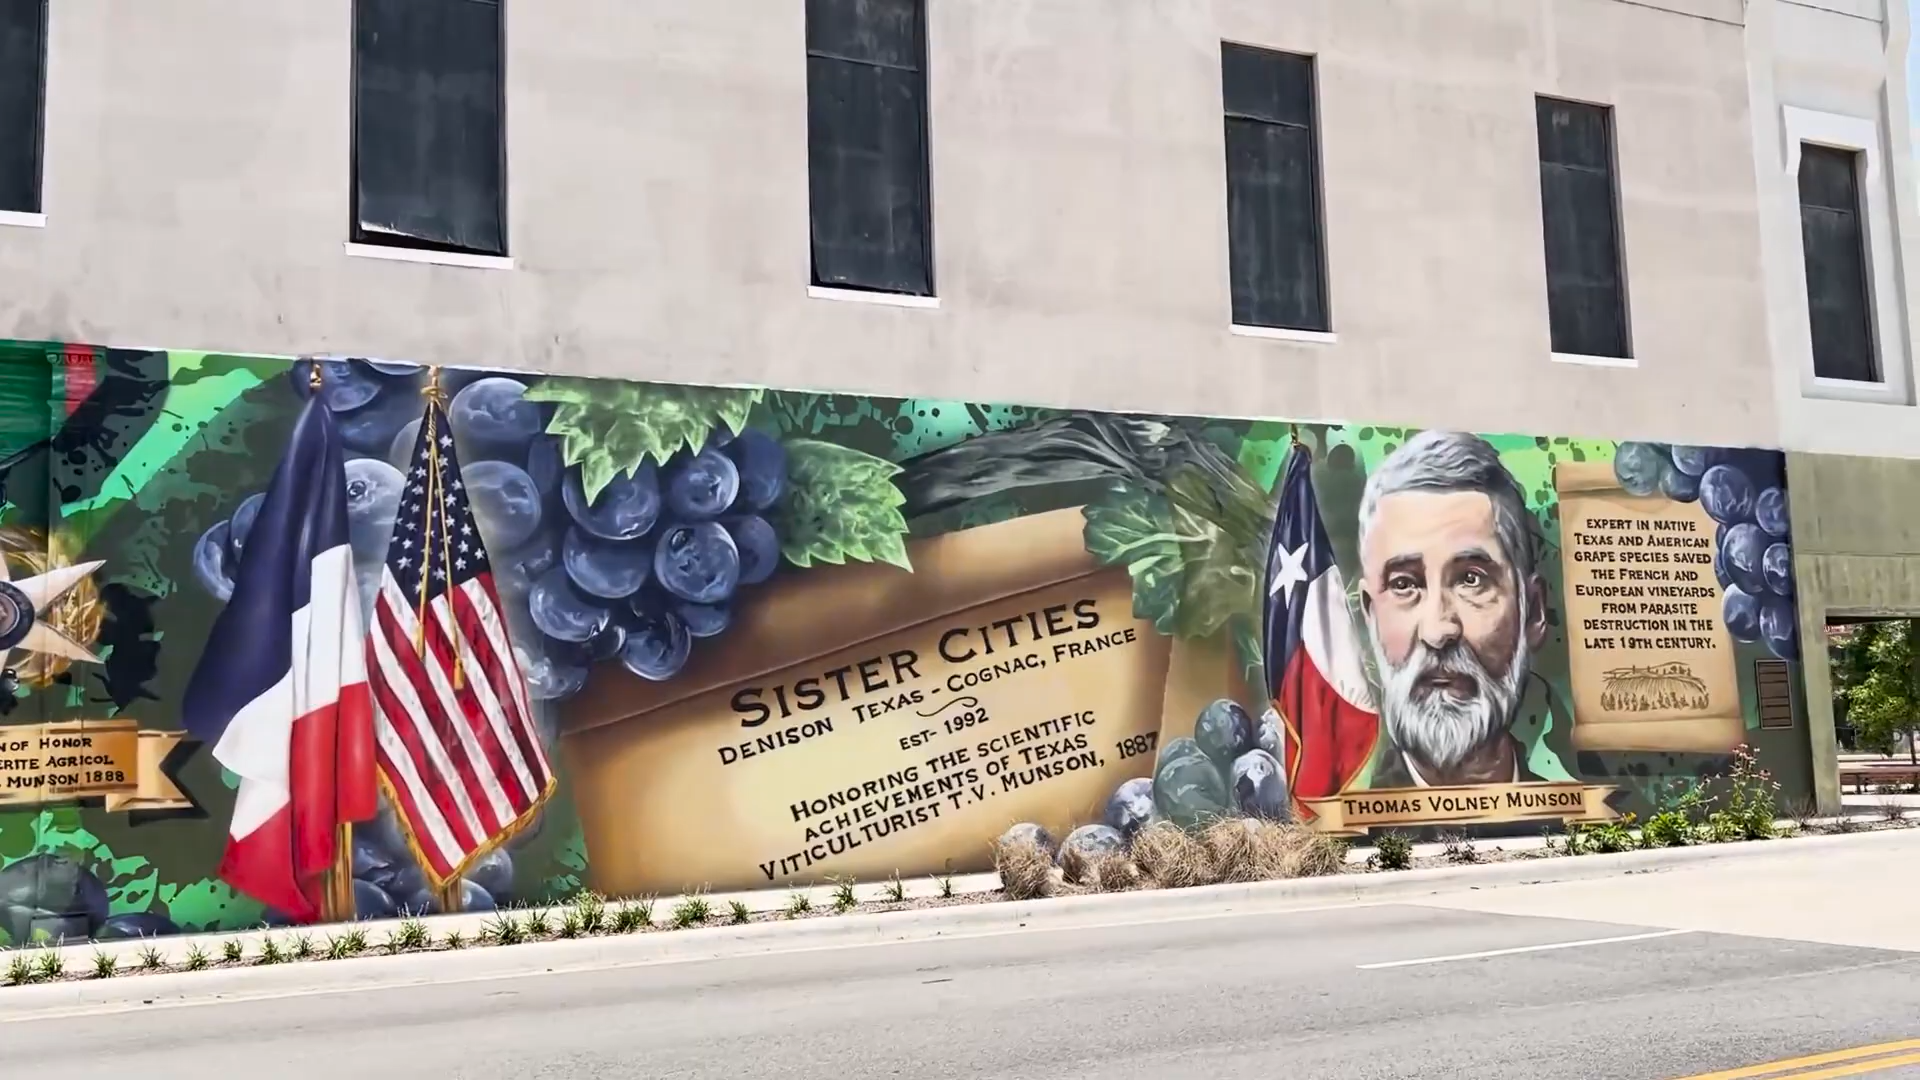 N OF HONOR
ERITE AGRICOL
MUNSON 1888
SISTER CITIES
DENISON TEXAS - COGNAC, FRANCE
EST- 1992
HONORING THE SCIENTIFIC
ACHIEVEMENTS OF TEXAS
VITICULTURIST T.V. MUNSON, 1887
THOMAS VOLNEY MUNSON
EXPERT IN NATIVE
TEXAS AND AMERICAN
GRAPE SPECIES SAVED
THE FRENCH AND
EUROPEAN VINEYARDS
FROM PARASITE
DESTRUCTION IN THE
LATE 19TH CENTURY.